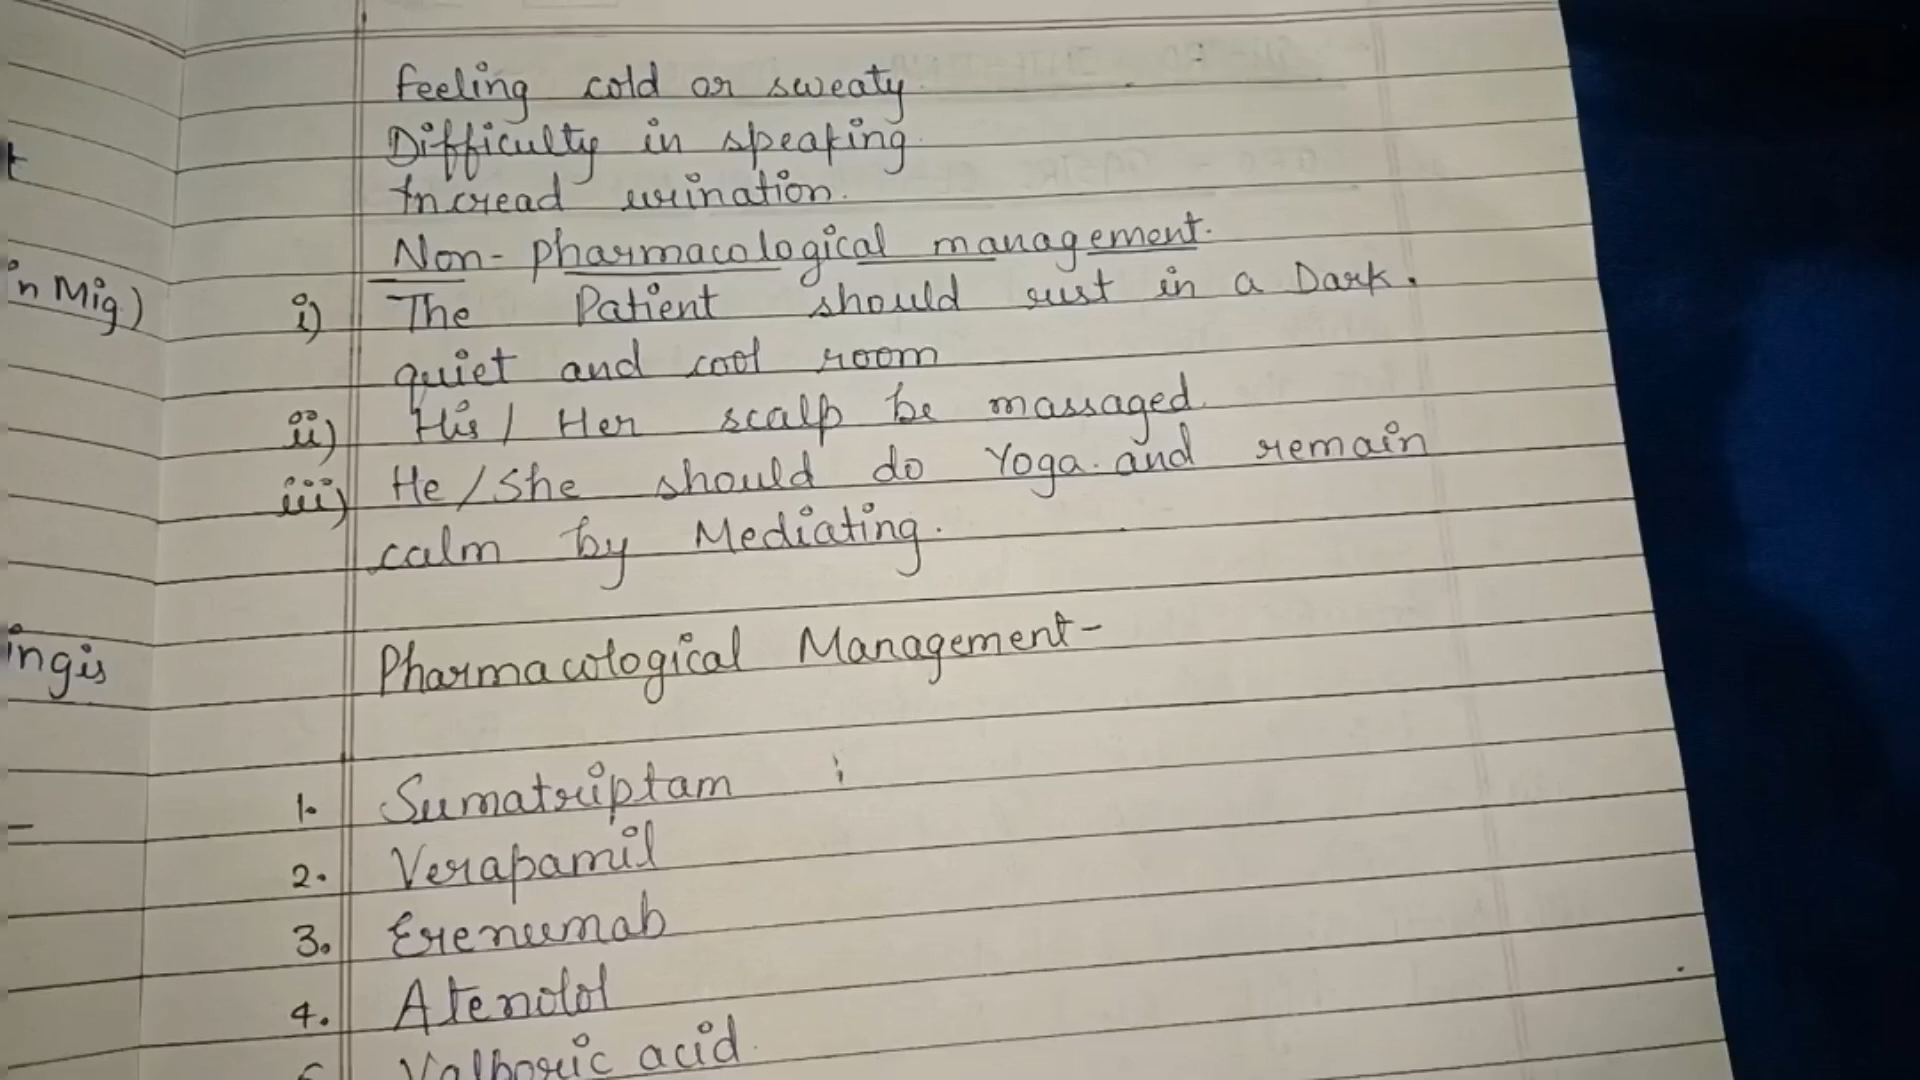 feeling cold or sweaty
Difficulty in speaking.
Incread urination.
Non-pharmacological management.
i) The Patient should rust in a Dark.
quiet and cool room
ii) His / Her scalp be massaged.
iii) He/She should do Yoga. and remain
calm by Mediating.
n Mig)
ingis
Pharmacological Management-
1. Sumatriptam
2. Verapamil
3. Erenumab
4. Atenolol
Valporic acid.